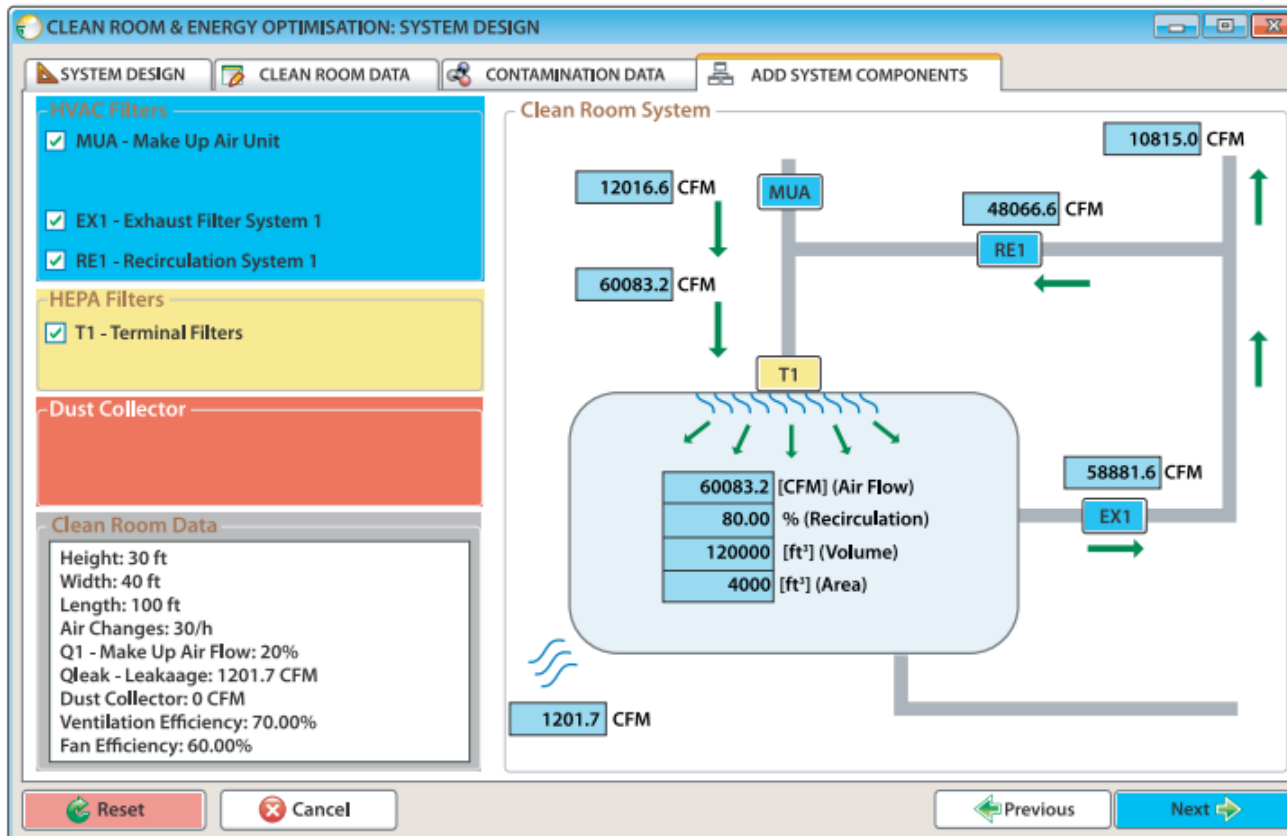 CLEAN ROOM & ENERGY OPTIMISATION: SYSTEM DESIGN
SYSTEM DESIGN
CLEAN ROOM DATA
CONTAMINATION DATA
ADD SYSTEM COMPONENTS
HVAC Filters
MUA - Make Up Air Unit
EX1 - Exhaust Filter System 1
RE1 - Recirculation System 1
HEPA Filters
T1 - Terminal Filters
Dust Collector
Clean Room Data
Height: 30 ft
Width: 40 ft
Length: 100 ft
Air Changes: 30/h
Q1 - Make Up Air Flow: 20%
Qleak - Leakaage: 1201.7 CFM
Dust Collector: 0 CFM
Ventilation Efficiency: 70.00%
Fan Efficiency: 60.00%
Clean Room System
10815.0 CFM
12016.6 CFM
MUA
48066.6 CFM
RE1
60083.2 CFM
T1
60083.2 [CFM] (Air Flow)
80.00 % (Recirculation)
120000 [ft³] (Volume)
4000 [ft³] (Area)
58881.6 CFM
EX1
1201.7 CFM
Reset
Cancel
Previous
Next